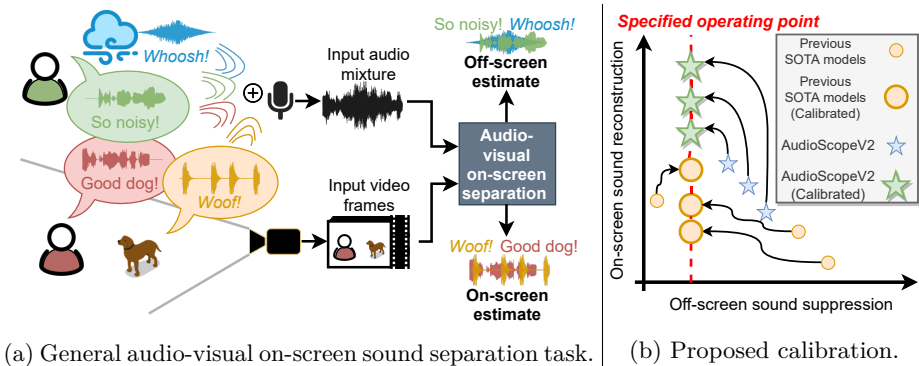 Whoosh!
So noisy!
Good dog!
Woof!
Input audio
mixture
Input video
frames
So noisy! Whoosh!
Off-screen
estimate
Audio-
visual
on-screen
separation
Woof! Good dog!
On-screen
estimate
(a) General audio-visual on-screen sound separation task.
Specified operating point
On-screen sound reconstruction
Off-screen sound suppression
Previous
SOTA models
Previous
SOTA models
(Calibrated)
AudioScopeV2
AudioScopeV2
(Calibrated)
(b) Proposed calibration.